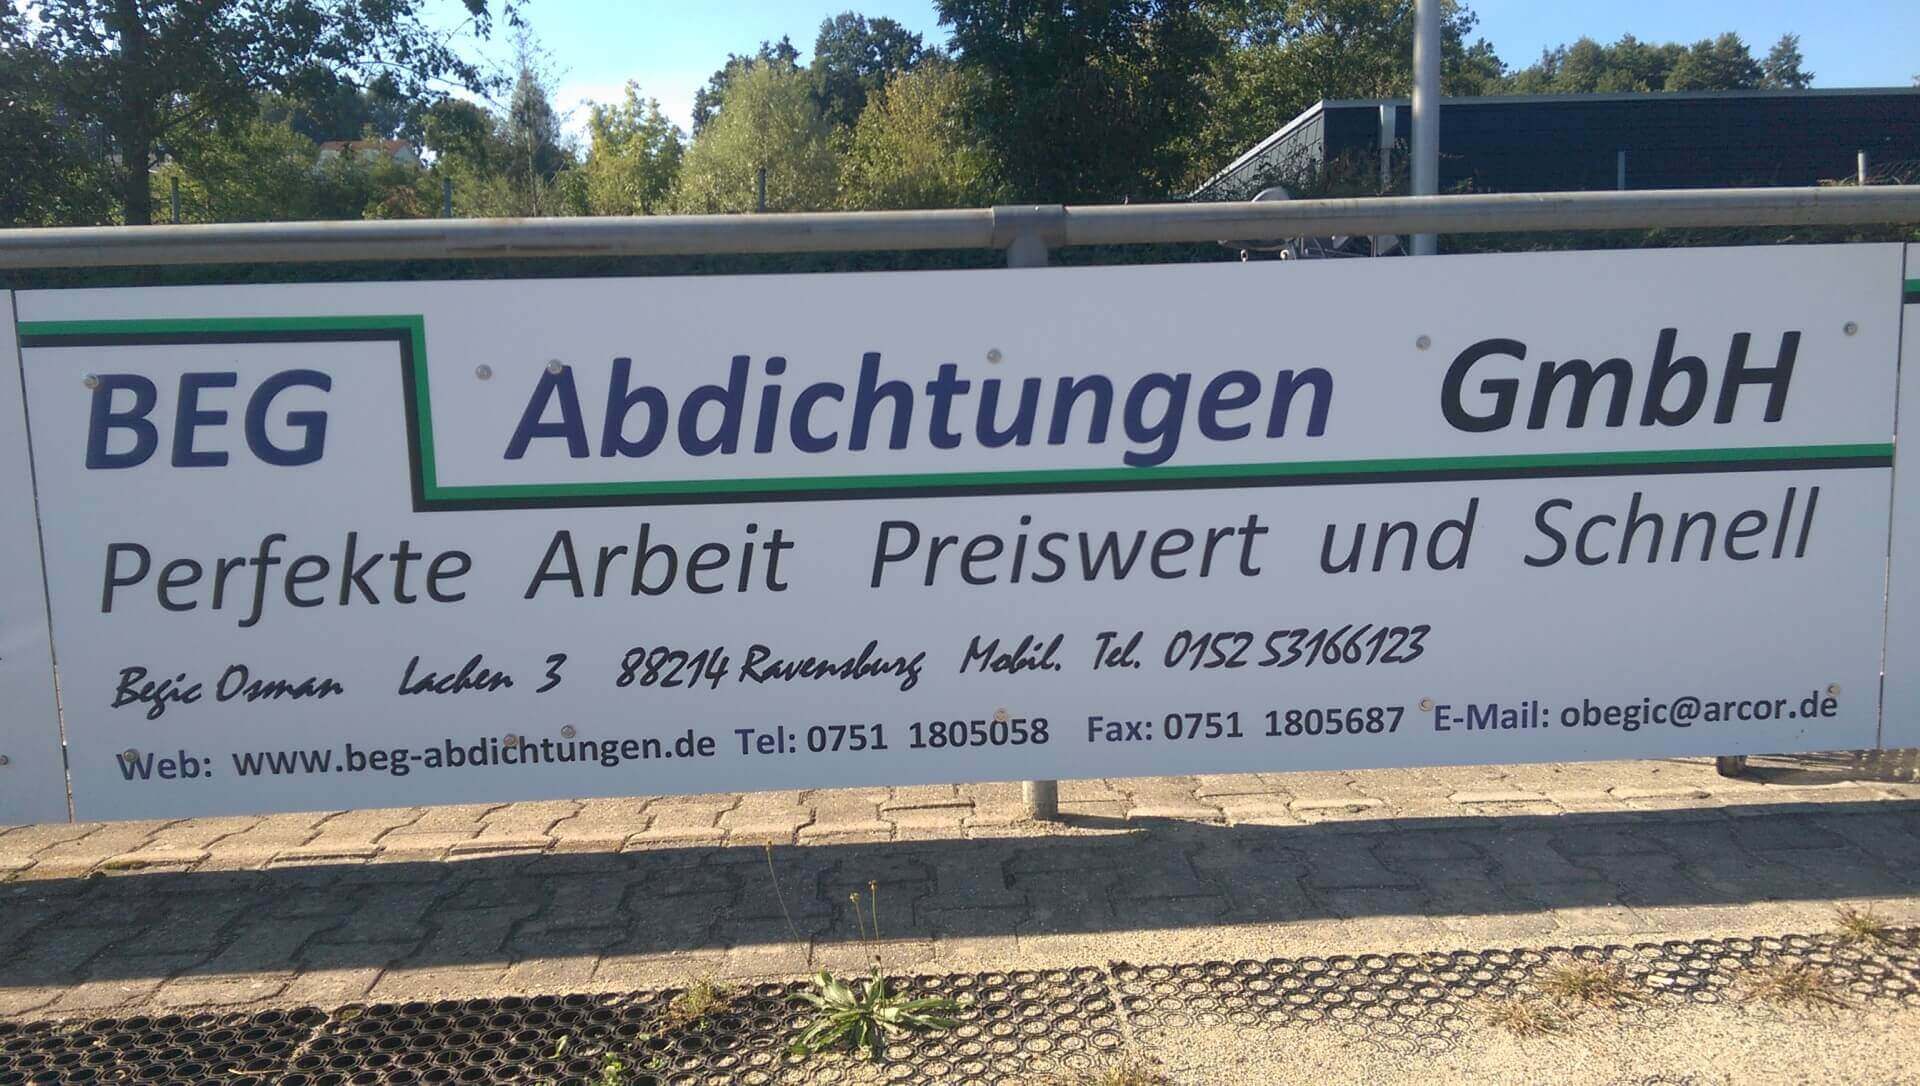 BEG Abdichtungen GmbH
Perfekte Arbeit Preiswert und Schnell
Begic Osman Lachen 3 88214 Ravensburg Mobil. Tel. 0152 53166123
Web: www.beg-abdichtungen.de Tel: 0751 1805058 Fax: 0751 1805687 E-Mail: obegic@arcor.de